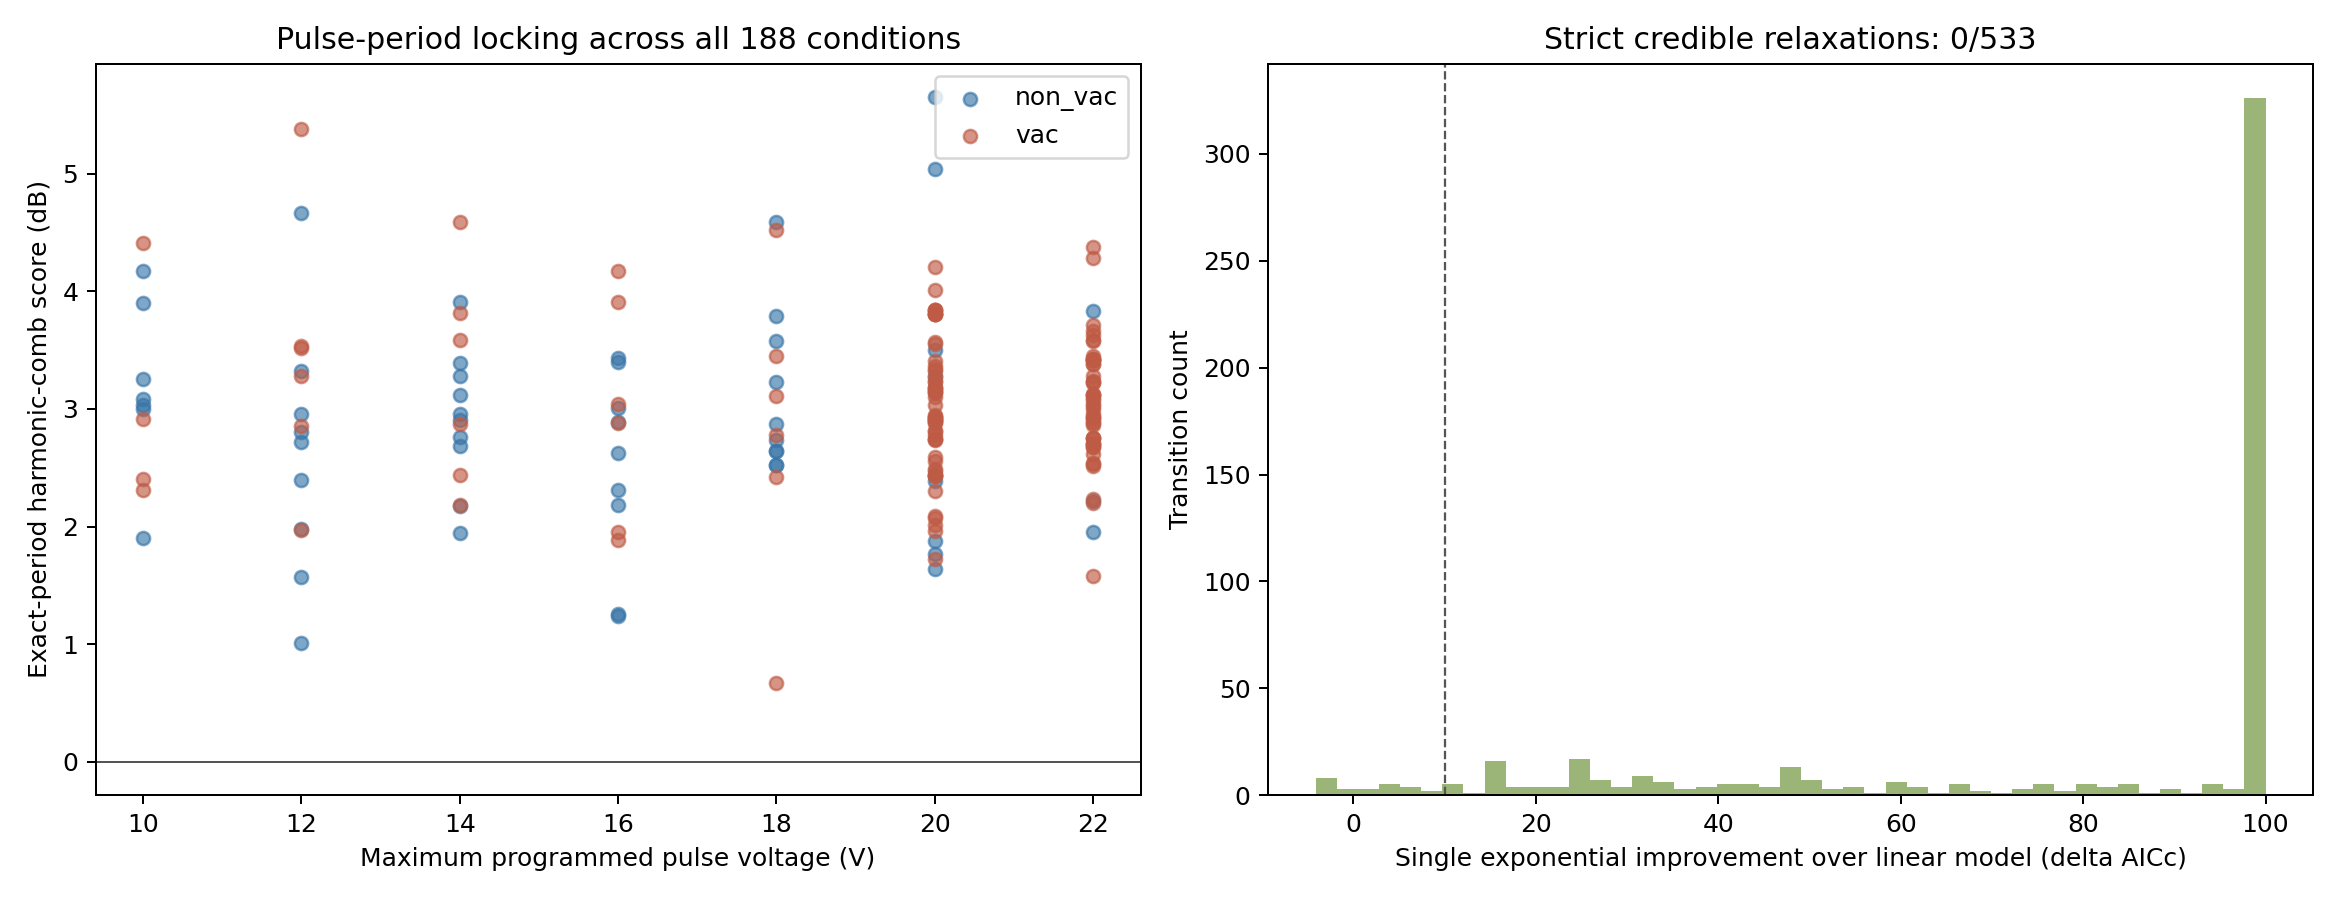 Pulse-period locking across all 188 conditions
Exact-period harmonic-comb score (dB)
5
4
3
2
1
0
non_vac
vac
10 12 14 16 18 20 22
Maximum programmed pulse voltage (V)
Strict credible relaxations: 0/533
Transition count
300
250
200
150
100
50
0
0 20 40 60 80 100
Single exponential improvement over linear model (delta AICc)